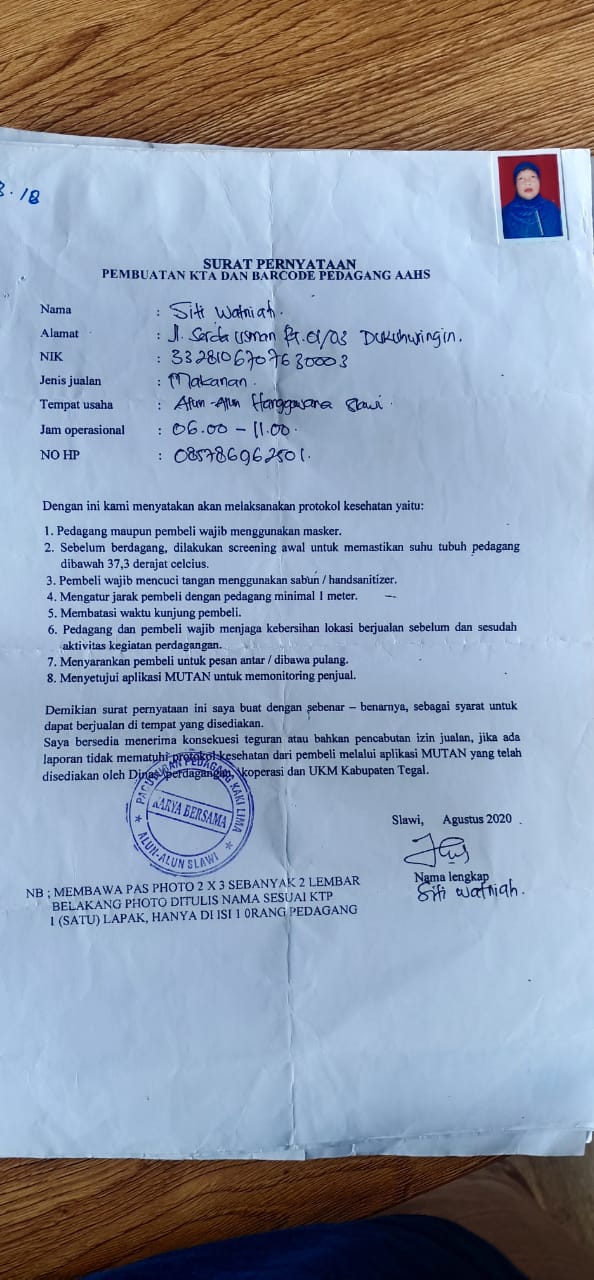 3.18
SURAT PERNYATAAN
PEMBUATAN KTA DAN BARCODE PEDAGANG AAHS
Nama : Siti Watniah.
Alamat : Jl. Serda Usman Rt.01/03 Dukuhwringin.
NIK : 3328106707630003
Jenis jualan : Makanan.
Tempat usaha : Alun-Alun Hanggawana Slawi.
Jam operasional : 06.00 - 11.00.
NO HP : 085786962501.
Dengan ini kami menyatakan akan melaksanakan protokol kesehatan yaitu:
1. Pedagang maupun pembeli wajib menggunakan masker.
2. Sebelum berdagang, dilakukan screening awal untuk memastikan suhu tubuh pedagang
dibawah 37,3 derajat celcius.
3. Pembeli wajib mencuci tangan menggunakan sabun / handsanitizer.
4. Mengatur jarak pembeli dengan pedagang minimal 1 meter.
5. Membatasi waktu kunjung pembeli.
6. Pedagang dan pembeli wajib menjaga kebersihan lokasi berjualan sebelum dan sesudah
aktivitas kegiatan perdagangan.
7. Menyarankan pembeli untuk pesan antar / dibawa pulang.
8. Menyetujui aplikasi MUTAN untuk memonitoring penjual.
Demikian surat pernyataan ini saya buat dengan sebenar – benarnya, sebagai syarat untuk
dapat berjualan di tempat yang disediakan.
Saya bersedia menerima konsekuesi teguran atau bahkan pencabutan izin jualan, jika ada
laporan tidak mematuhi protokol kesehatan dari pembeli melalui aplikasi MUTAN yang telah
disediakan oleh Dinas perdagangan, koperasi dan UKM Kabupaten Tegal.
PAGUYUBAN PEDAGANG KAKI LIMA
KARYA BERSAMA
ALUN-ALUN SLAWI
Slawi, Agustus 2020
Nama lengkap
Siti Watniah.
NB ; MEMBAWA PAS PHOTO 2 X 3 SEBANYAK 2 LEMBAR
BELAKANG PHOTO DITULIS NAMA SESUAI KTP
1 (SATU) LAPAK, HANYA DI ISI 1 0RANG PEDAGANG